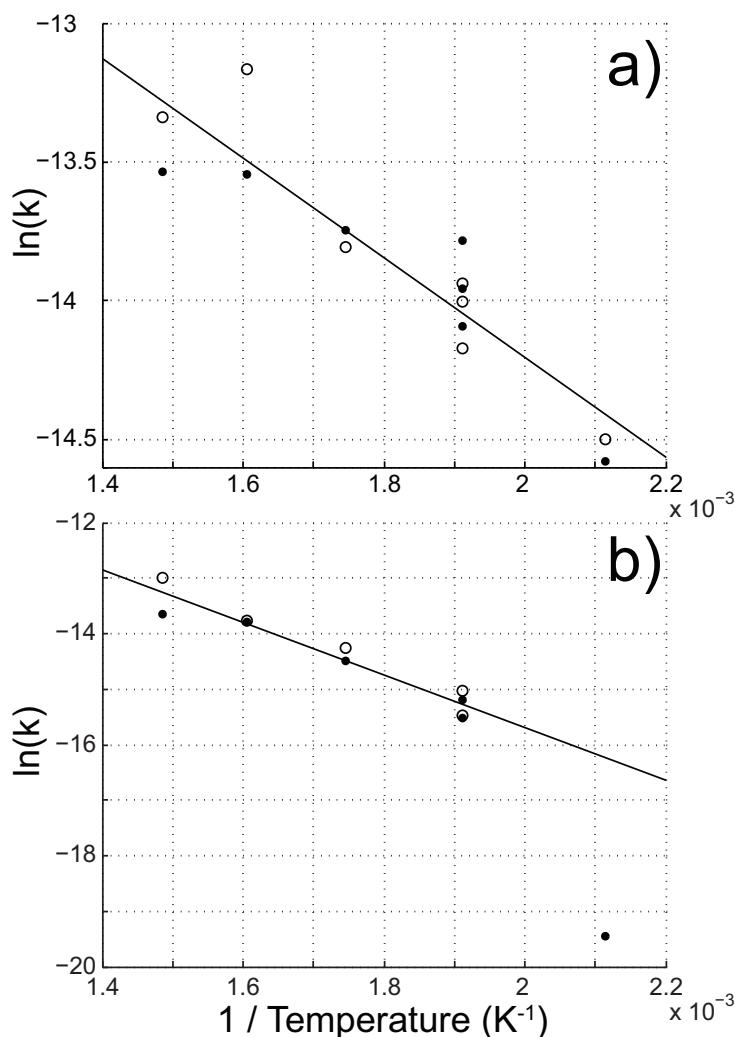 −13
a)
−13.5
ln(k)
−14
−14.5
1.4 1.6 1.8 2 2.2
x 10⁻³
−12
b)
−14
ln(k)
−16
−18
−20
1.4 1.6 1.8 2 2.2
1 / Temperature (K⁻¹) x 10⁻³